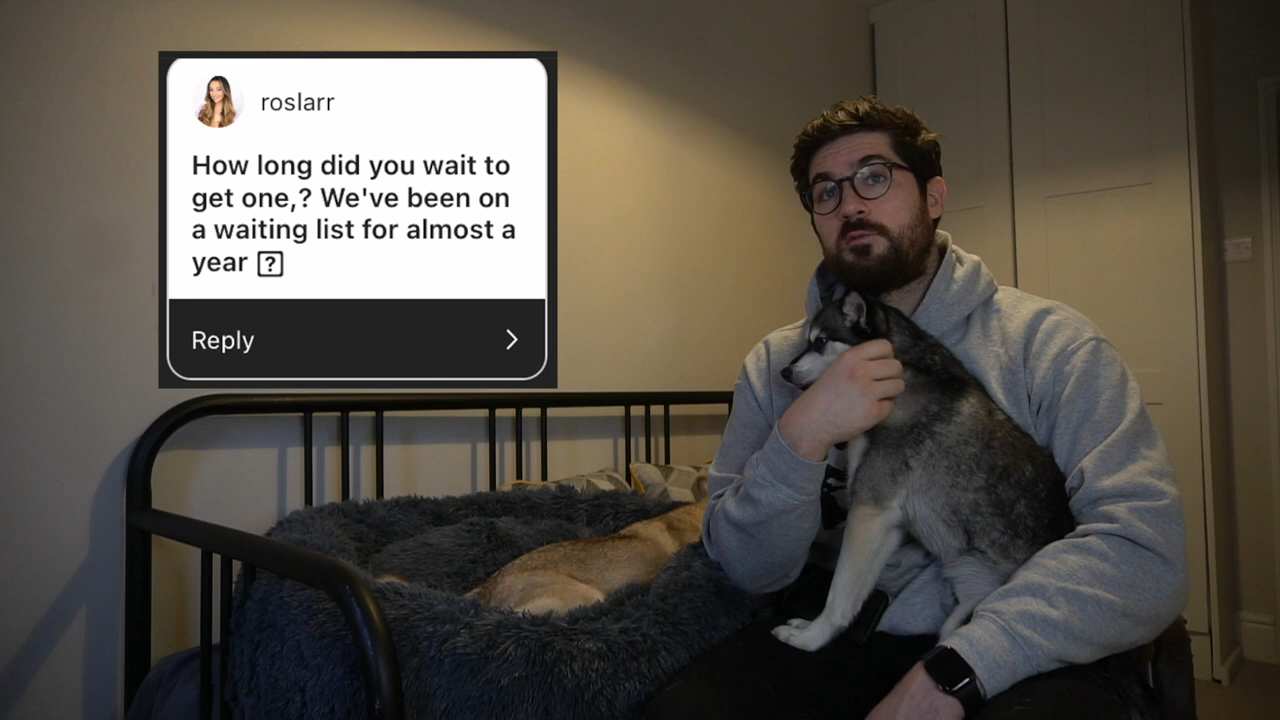 roslarr
How long did you wait to
get one,? We've been on
a waiting list for almost a
year ⍰
Reply